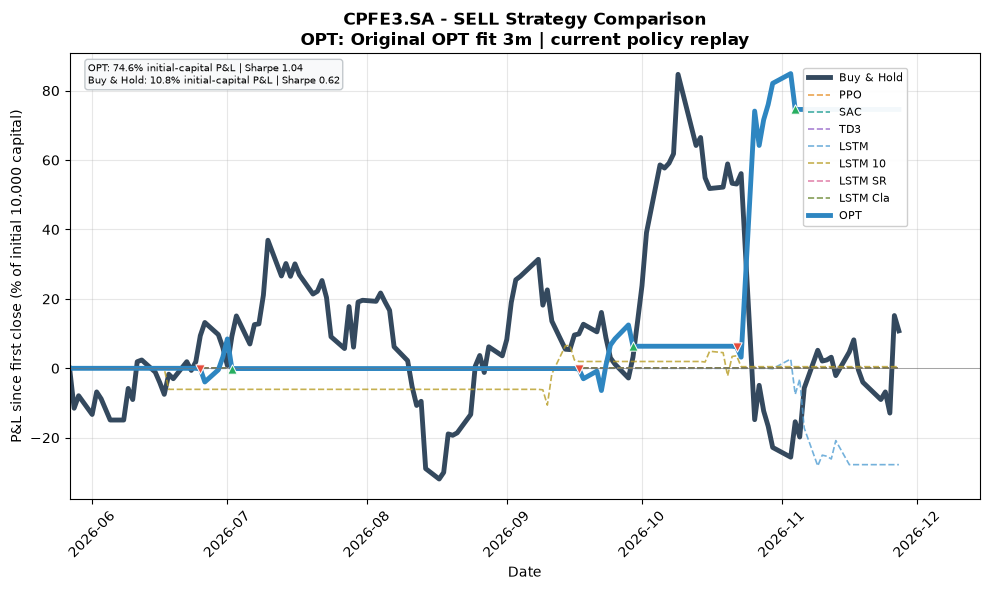 CPFE3.SA - SELL Strategy Comparison
OPT: Original OPT fit 3m | current policy replay
OPT: 74.6% initial-capital P&L | Sharpe 1.04
Buy & Hold: 10.8% initial-capital P&L | Sharpe 0.62
Buy & Hold
PPO
SAC
TD3
LSTM
LSTM 10
LSTM SR
LSTM Cla
OPT
P&L since first close (% of initial 10,000 capital)
80
60
40
20
0
−20
2026-06
2026-07
2026-08
2026-09
2026-10
2026-11
2026-12
Date